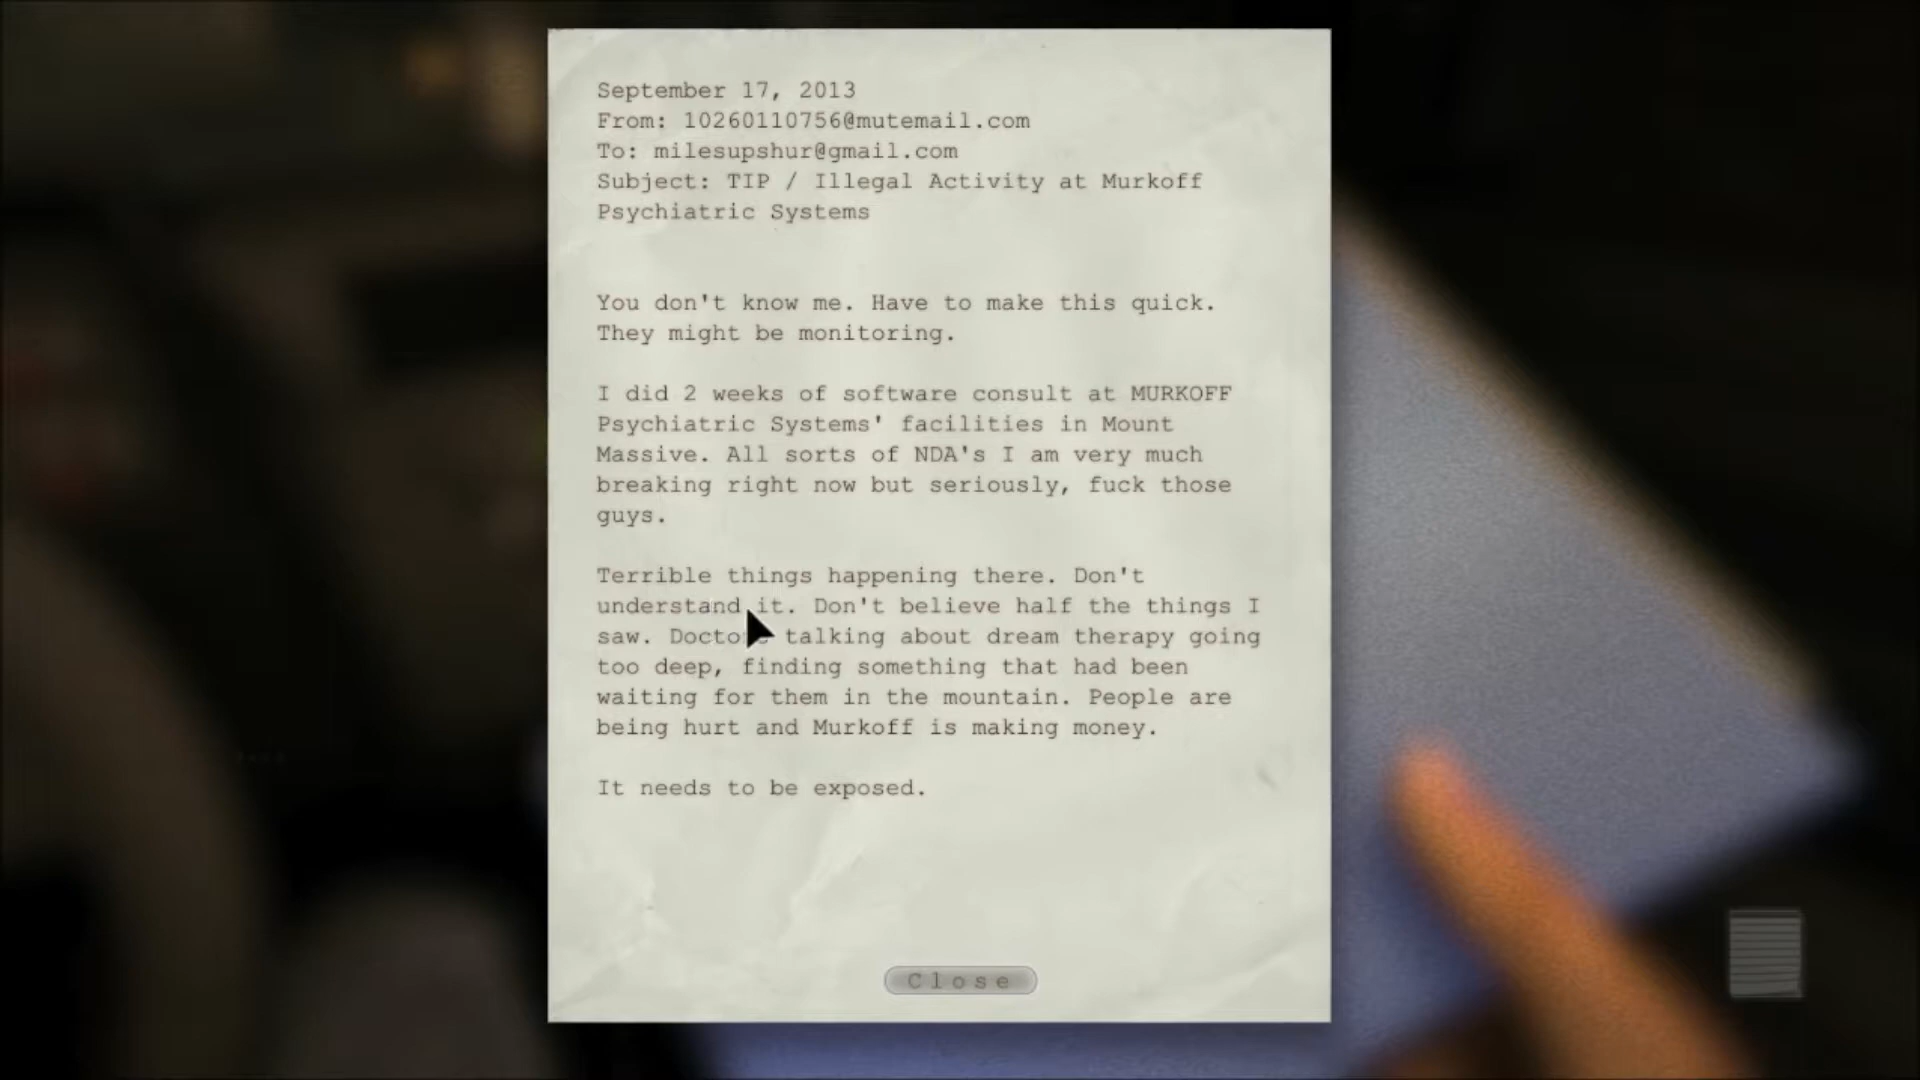 September 17, 2013
From: 10260110756@mutemail.com
To: milesupshur@gmail.com
Subject: TIP / Illegal Activity at Murkoff
Psychiatric Systems
You don't know me. Have to make this quick.
They might be monitoring.
I did 2 weeks of software consult at MURKOFF
Psychiatric Systems' facilities in Mount
Massive. All sorts of NDA's I am very much
breaking right now but seriously, fuck those
guys.
Terrible things happening there. Don't
understand it. Don't believe half the things I
saw. Doctors talking about dream therapy going
too deep, finding something that had been
waiting for them in the mountain. People are
being hurt and Murkoff is making money.
It needs to be exposed.
Close